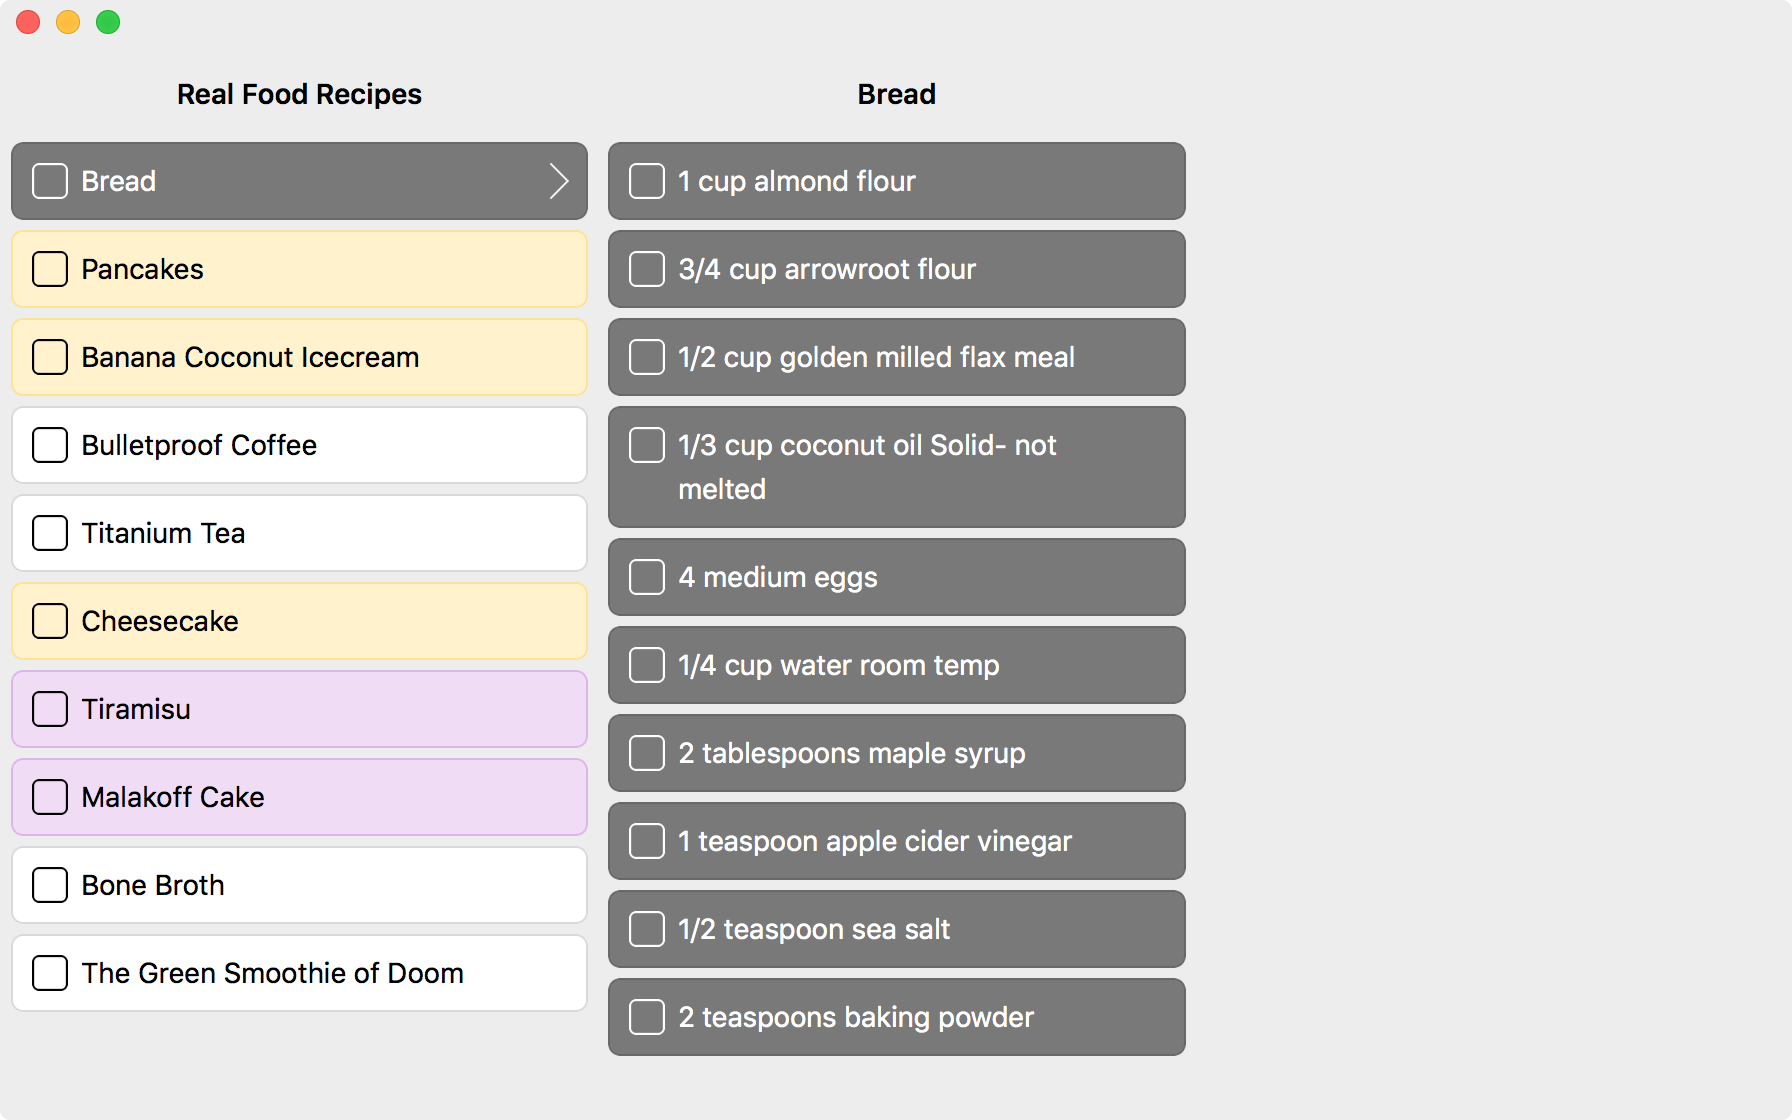 Real Food Recipes
Bread
Pancakes
Banana Coconut Icecream
Bulletproof Coffee
Titanium Tea
Cheesecake
Tiramisu
Malakoff Cake
Bone Broth
The Green Smoothie of Doom
Bread
1 cup almond flour
3/4 cup arrowroot flour
1/2 cup golden milled flax meal
1/3 cup coconut oil Solid- not
melted
4 medium eggs
1/4 cup water room temp
2 tablespoons maple syrup
1 teaspoon apple cider vinegar
1/2 teaspoon sea salt
2 teaspoons baking powder